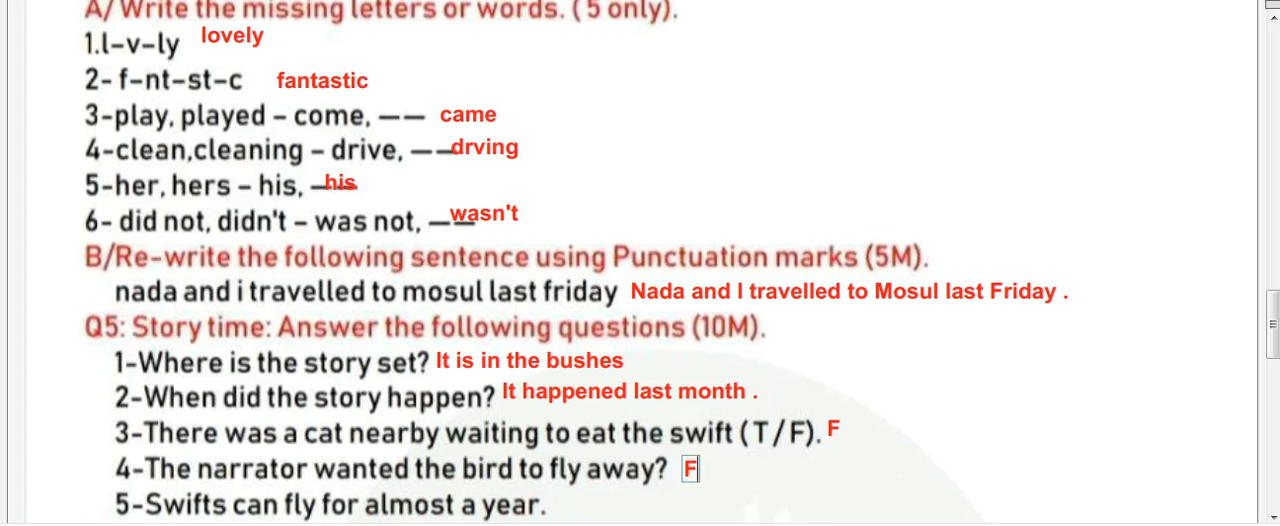 A/ Write the missing letters or words. ( 5 only).
1.l-v-ly lovely
2- f-nt-st-c fantastic
3-play, played – come, —— came
4-clean,cleaning – drive, ——drving
5-her, hers – his, —his
6- did not, didn't – was not, ——wasn't
B/Re-write the following sentence using Punctuation marks (5M).
nada and i travelled to mosul last friday Nada and I travelled to Mosul last Friday .
Q5: Story time: Answer the following questions (10M).
1-Where is the story set? It is in the bushes
2-When did the story happen? It happened last month .
3-There was a cat nearby waiting to eat the swift (T/F). F
4-The narrator wanted the bird to fly away? F
5-Swifts can fly for almost a year.